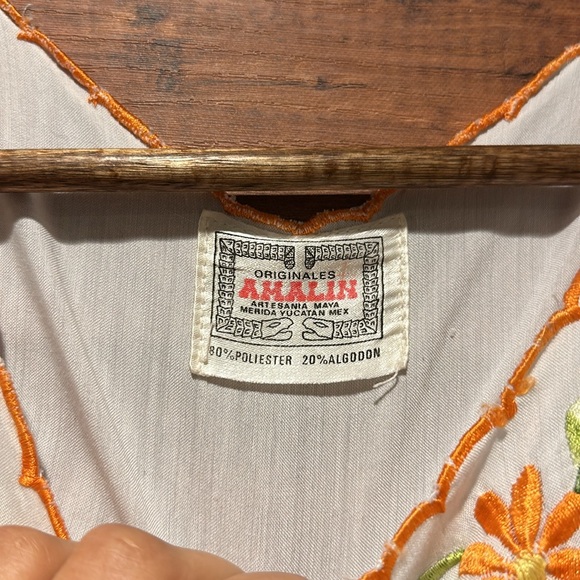 ORIGINALES
AMALIN
ARTESANIA MAYA
MERIDA YUCATAN MEX
80%POLIESTER 20%ALGODON